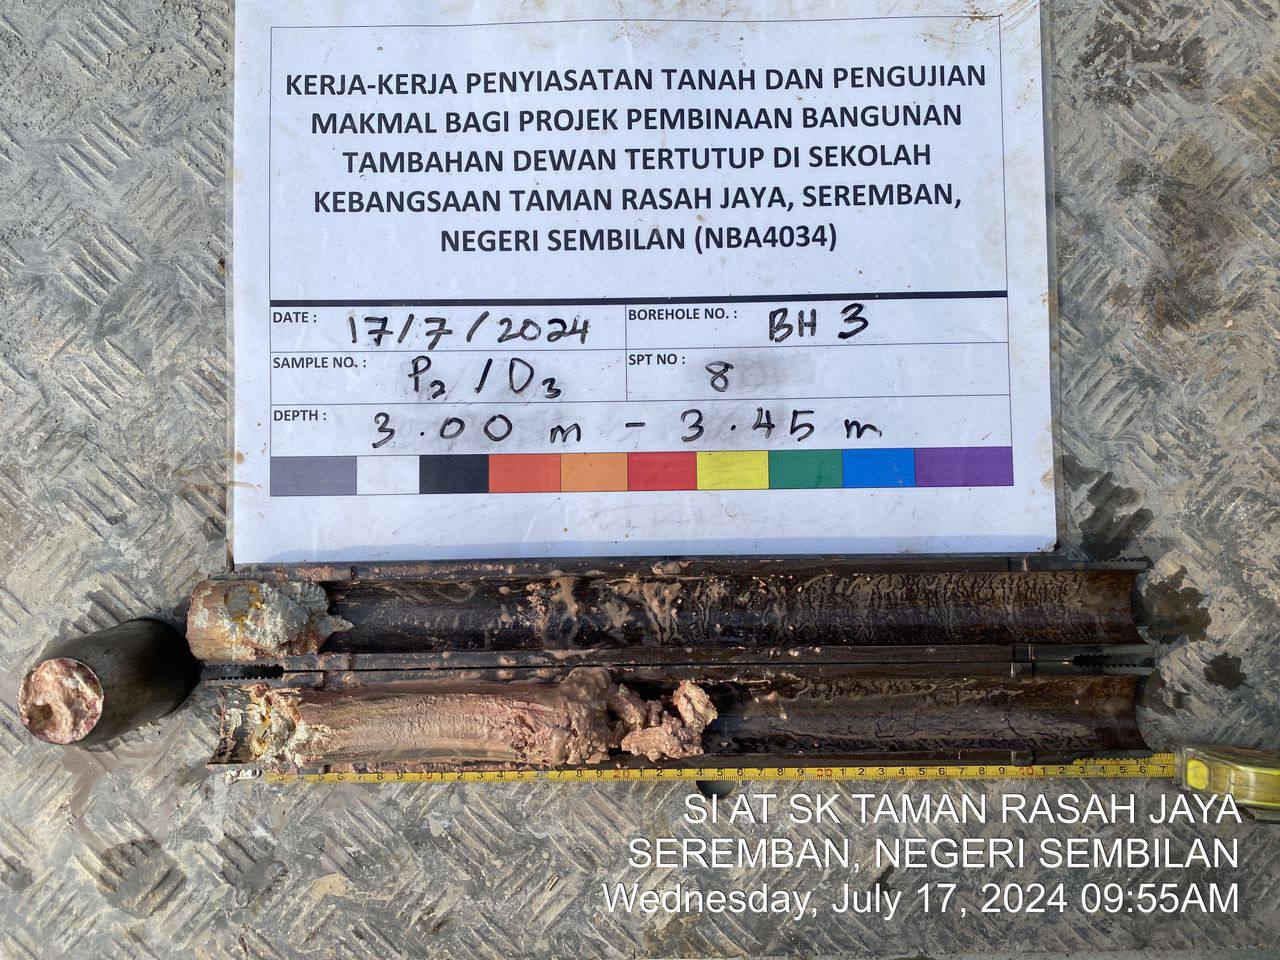 KERJA-KERJA PENYIASATAN TANAH DAN PENGUJIAN
MAKMAL BAGI PROJEK PEMBINAAN BANGUNAN
TAMBAHAN DEWAN TERTUTUP DI SEKOLAH
KEBANGSAAN TAMAN RASAH JAYA, SEREMBAN,
NEGERI SEMBILAN (NBA4034)
DATE : 17/7/2024 BOREHOLE NO. : BH 3
SAMPLE NO. : P2 / D3 SPT NO : 8
DEPTH : 3.00 m - 3.45 m
SI AT SK TAMAN RASAH JAYA
SEREMBAN, NEGERI SEMBILAN
Wednesday, July 17, 2024 09:55AM